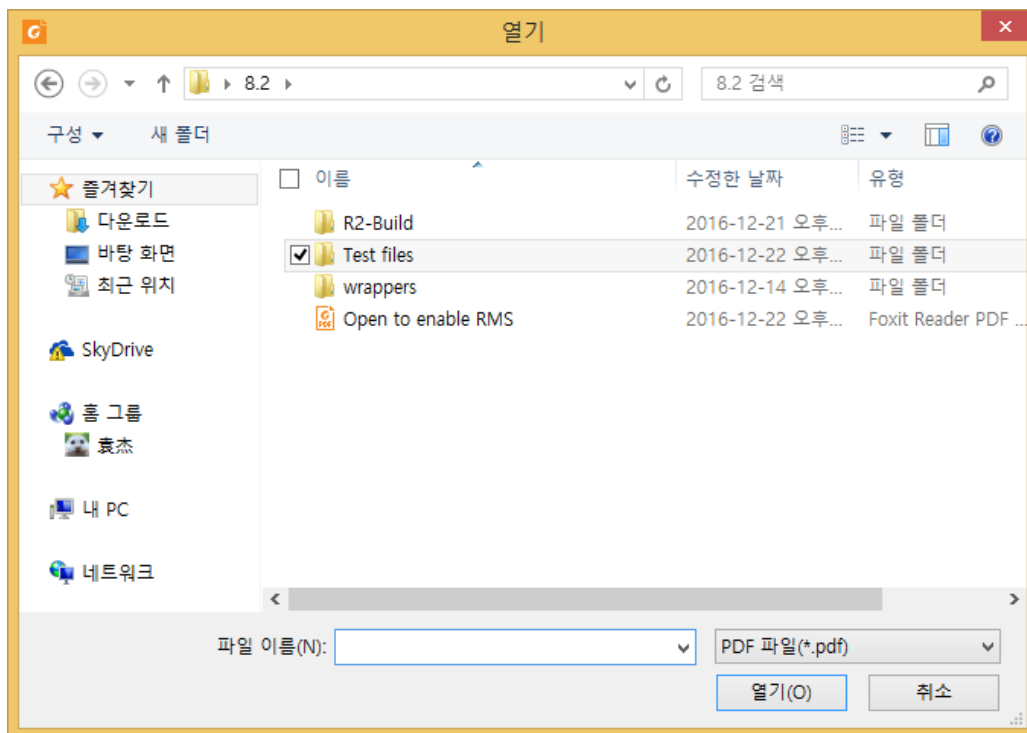 열기
8.2
8.2 검색
구성
새 폴더
이름
수정한 날짜
유형
즐겨찾기
다운로드
바탕 화면
최근 위치
SkyDrive
홈 그룹
袁杰
내 PC
네트워크
R2-Build
2016-12-21 오후...
파일 폴더
Test files
2016-12-22 오후...
파일 폴더
wrappers
2016-12-14 오후...
파일 폴더
Open to enable RMS
2016-12-22 오후...
Foxit Reader PDF ...
파일 이름(N):
PDF 파일(*.pdf)
열기(O)
취소